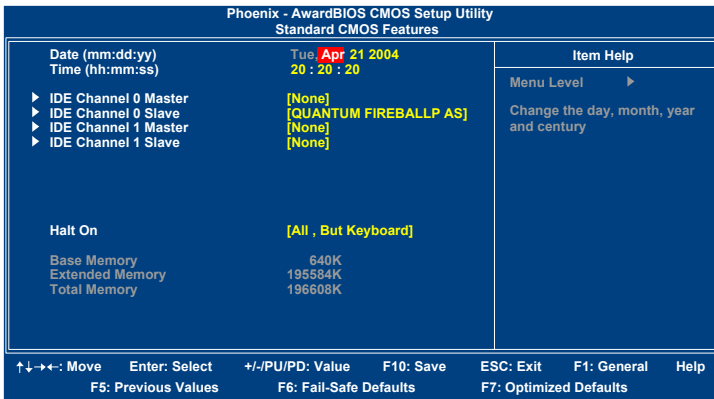 Phoenix - AwardBIOS CMOS Setup Utility
Standard CMOS Features
Date (mm:dd:yy) Tue, Apr 21 2004
Time (hh:mm:ss) 20 : 20 : 20
IDE Channel 0 Master [None]
IDE Channel 0 Slave [QUANTUM FIREBALLP AS]
IDE Channel 1 Master [None]
IDE Channel 1 Slave [None]
Halt On [All , But Keyboard]
Base Memory 640K
Extended Memory 195584K
Total Memory 196608K
Item Help
Menu Level
Change the day, month, year
and century
↑↓→←: Move Enter: Select +/-/PU/PD: Value F10: Save ESC: Exit F1: General Help
F5: Previous Values F6: Fail-Safe Defaults F7: Optimized Defaults